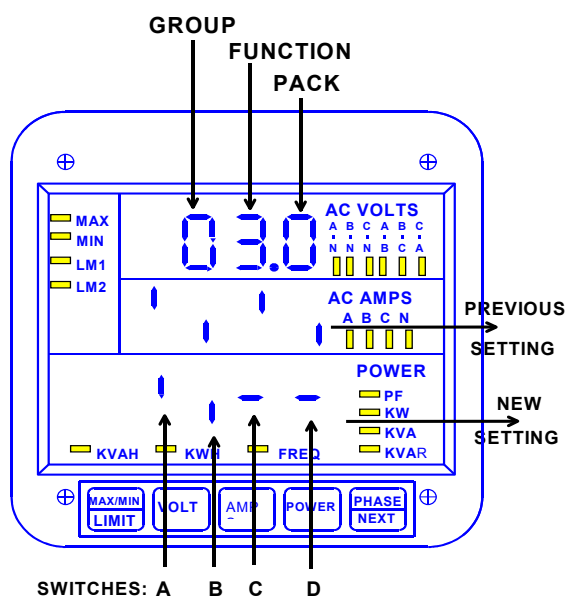 GROUP
FUNCTION
PACK
03.0
AC VOLTS
A B C A B C
- - - - - -
N N N B C A
MAX
MIN
LM1
LM2
AC AMPS
A B C N
PREVIOUS
SETTING
POWER
PF
KW
KVA
KVAR
NEW
SETTING
KVAH KWH FREQ
MAX/MIN
LIMIT
VOLT
AMP
POWER
PHASE
NEXT
SWITCHES: A B C D